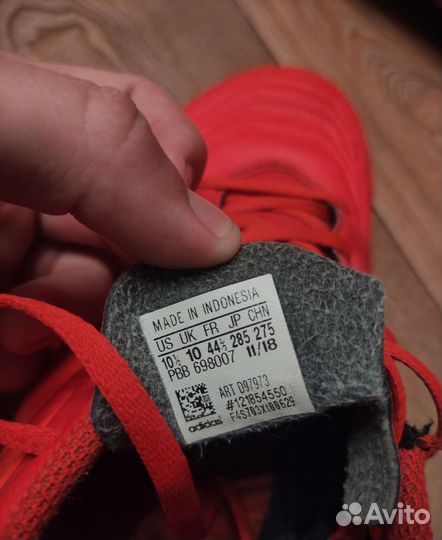 MADE IN INDONESIA
US UK FR JP CHN
10½ 10 44⅔ 285 275
PBB 698007 11/18
ART D97973
#121854550
F4S703X180629
adidas
Avito